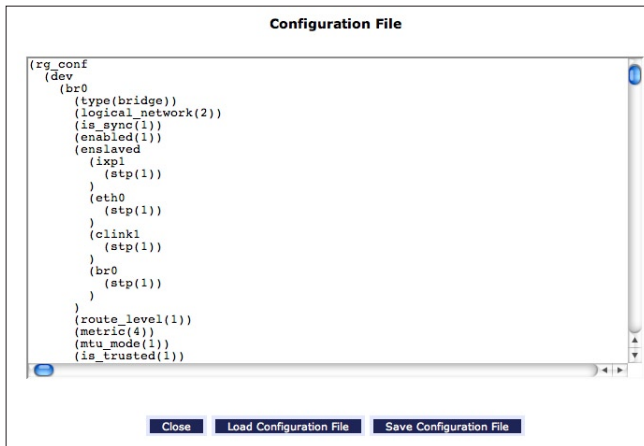 Configuration File
(rg_conf
  (dev
    (br0
      (type(bridge))
      (logical_network(2))
      (is_sync(1))
      (enabled(1))
      (enslaved
        (ixp1
          (stp(1))
        )
        (eth0
          (stp(1))
        )
        (clink1
          (stp(1))
        )
        (br0
          (stp(1))
        )
      )
      (route_level(1))
      (metric(4))
      (mtu_mode(1))
      (is_trusted(1))
Close Load Configuration File Save Configuration File